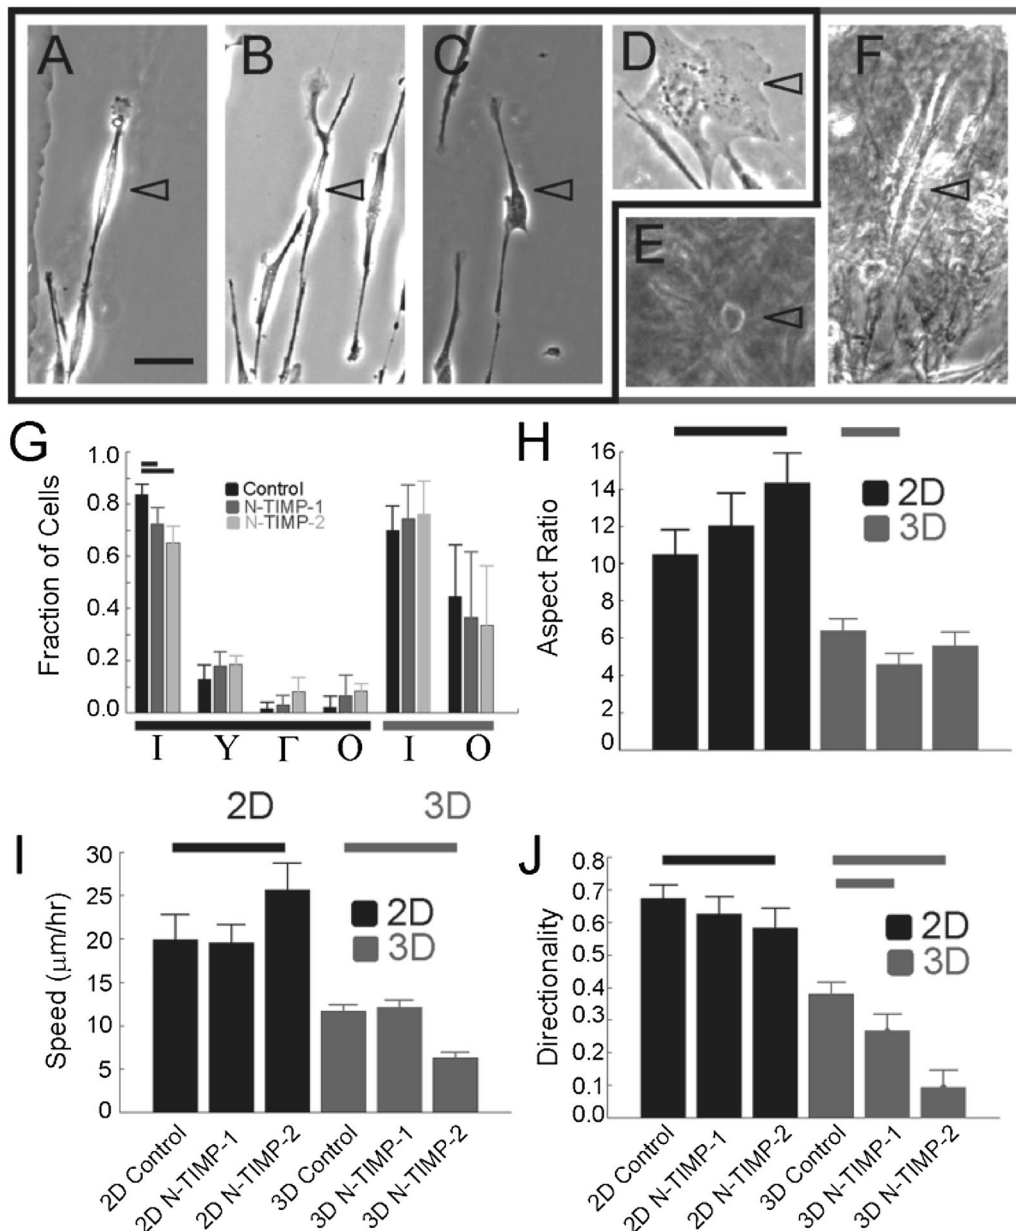 A B C D F
E
G
1.0
0.8
0.6
0.4
0.2
0.0
Fraction of Cells
Control
N-TIMP-1
N-TIMP-2
I Y Γ O I O
2D 3D
H
16
14
12
10
8
6
4
2
0
Aspect Ratio
2D
3D
I
30
25
20
15
10
5
0
Speed (μm/hr)
2D
3D
2D Control
2D N-TIMP-1
2D N-TIMP-2
3D Control
3D N-TIMP-1
3D N-TIMP-2
J
0.8
0.7
0.6
0.5
0.4
0.3
0.2
0.1
0.0
Directionality
2D
3D
2D Control
2D N-TIMP-1
2D N-TIMP-2
3D Control
3D N-TIMP-1
3D N-TIMP-2